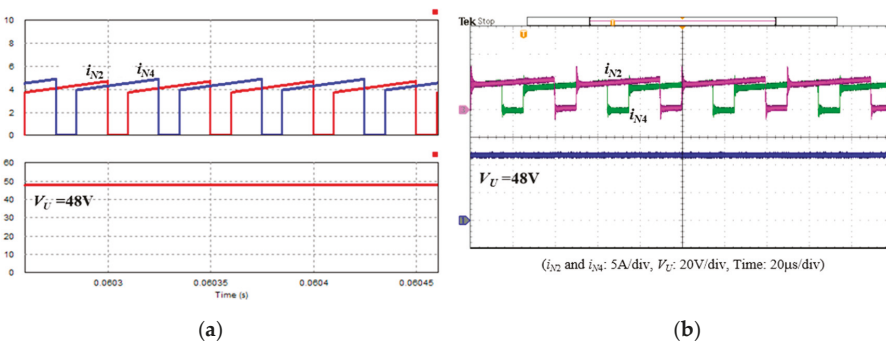 10
8
6
4
2
0
iN2
iN4
60
50
40
30
20
10
0
VU =48V
0.0603
0.06035
0.0604
0.06045
Time (s)
(a)
Tek Stop
iN2
iN4
VU =48V
(iN2 and iN4: 5A/div, VU: 20V/div, Time: 20μs/div)
(b)